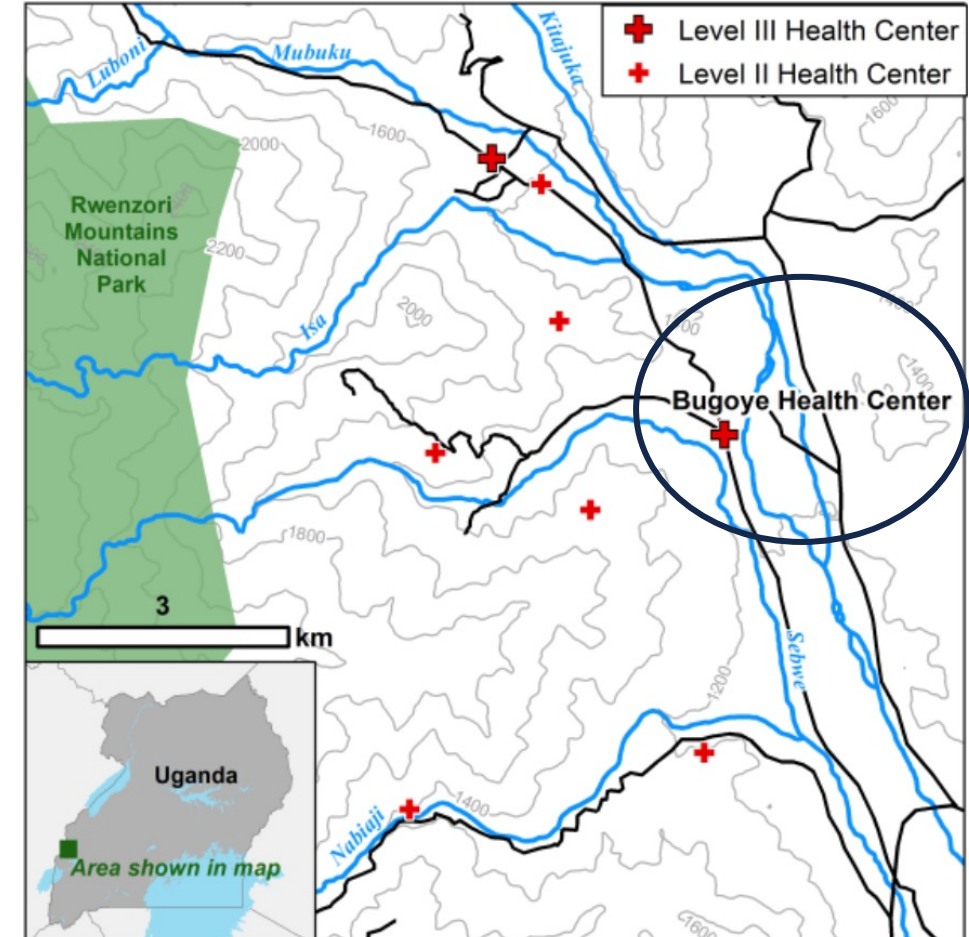 Level III Health Center
Level II Health Center
Kitajuka
Luboni
Mubuku
1600
1600
2000
Rwenzori
Mountains
National
Park
2200
Isa
2000
1400
Bugoye Health Center
1800
3
km
Sebwe
1200
Uganda
Area shown in map
Nabiaji
1400
1600